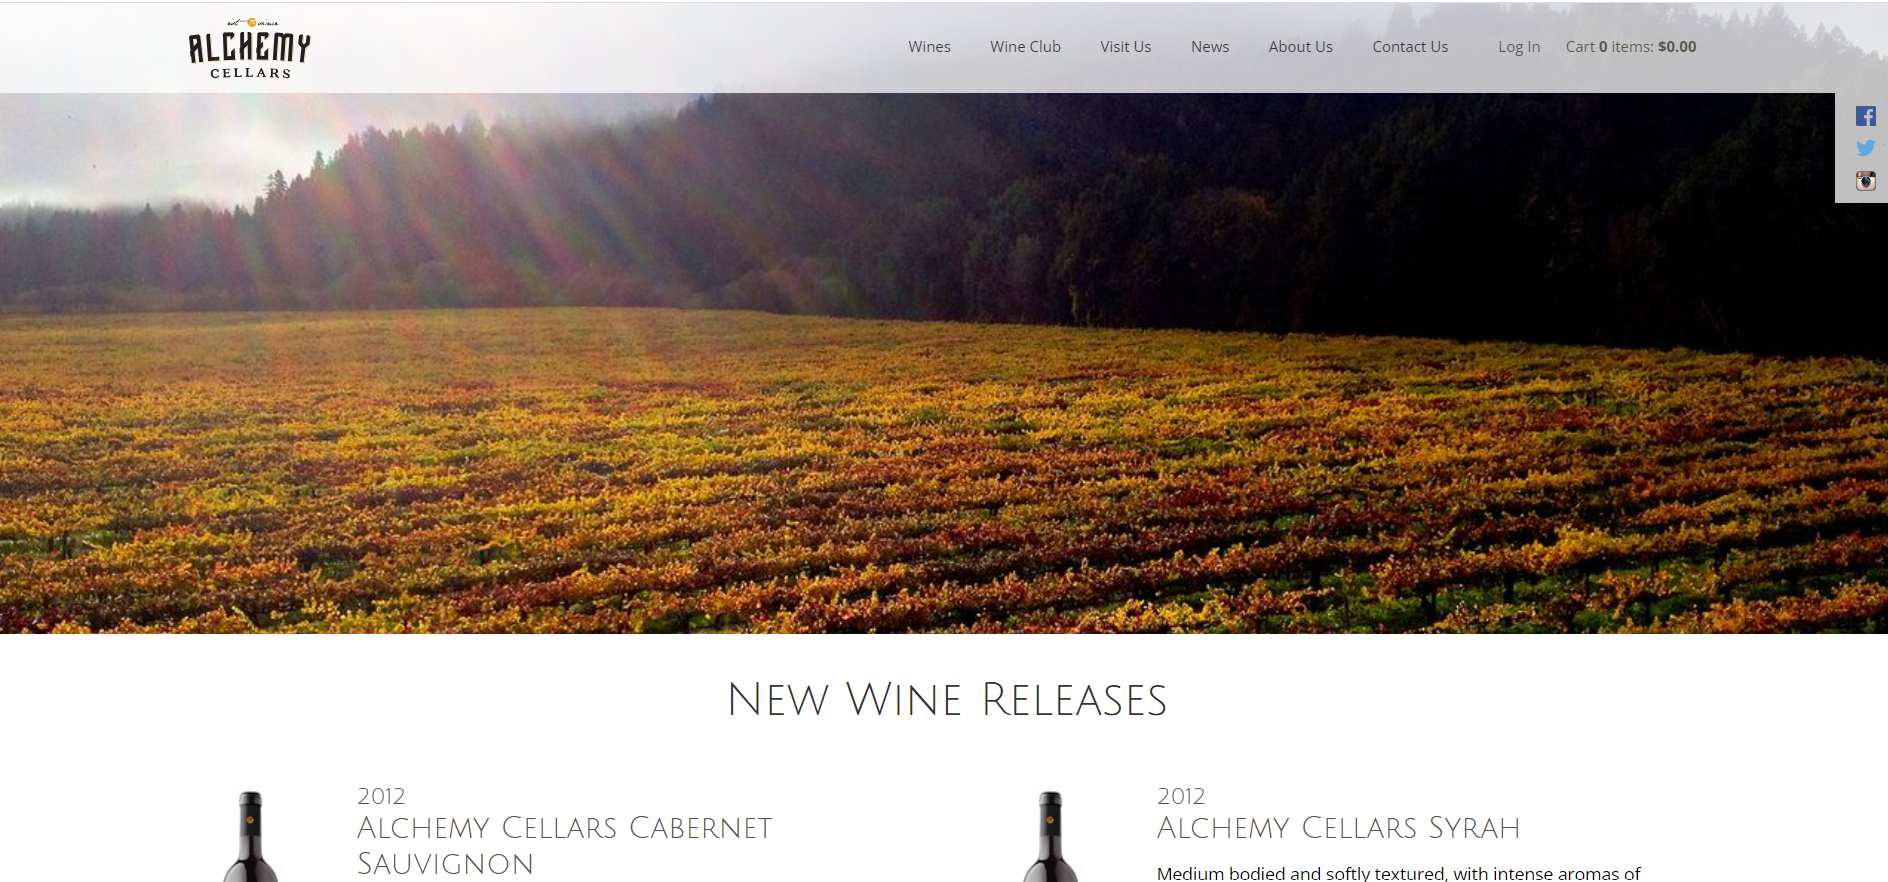 est since
ALCHEMY
CELLARS
Wines Wine Club Visit Us News About Us Contact Us Log In Cart 0 items: $0.00
New Wine Releases
2012
Alchemy Cellars Cabernet
Sauvignon
2012
Alchemy Cellars Syrah
Medium bodied and softly textured, with intense aromas of